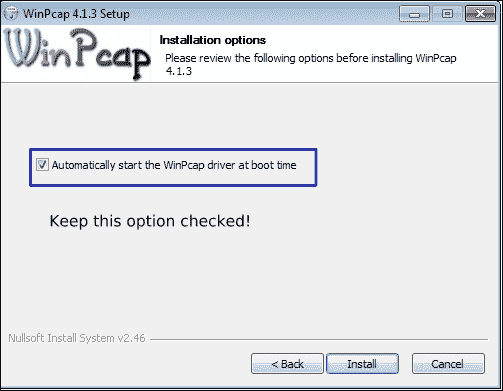 WinPcap 4.1.3 Setup
WinPcap
Installation options
Please review the following options before installing WinPcap
4.1.3
Automatically start the WinPcap driver at boot time
Keep this option checked!
Nullsoft Install System v2.46
< Back
Install
Cancel